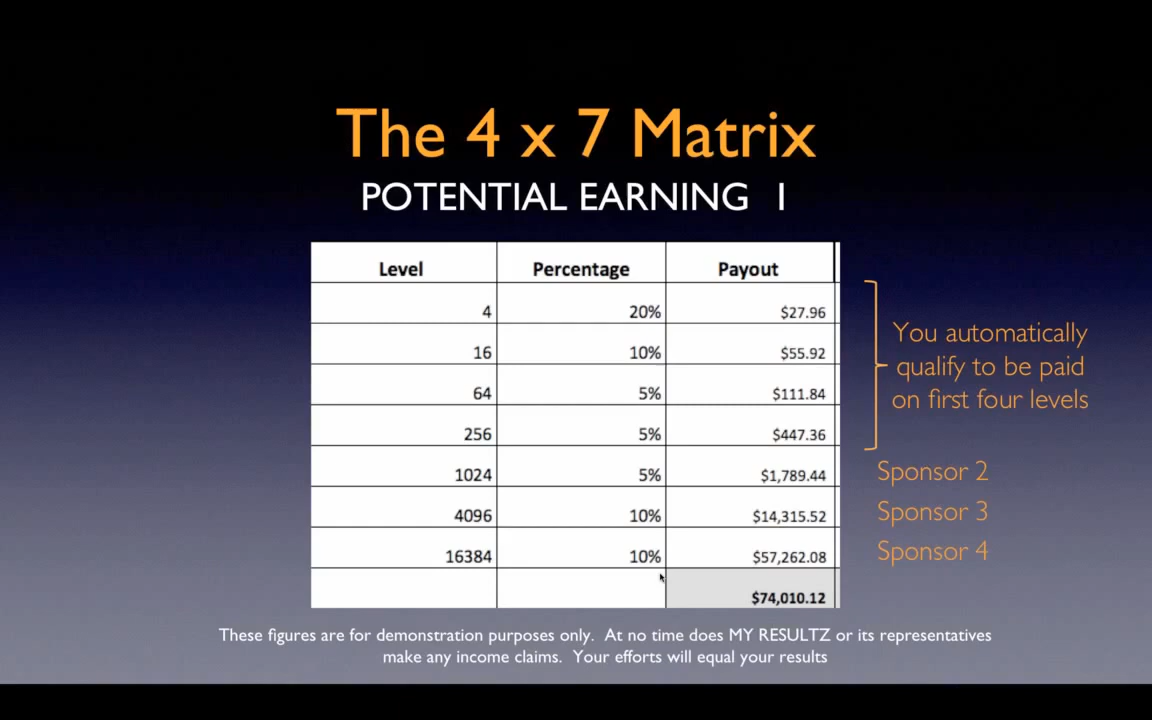 The 4 x 7 Matrix
POTENTIAL EARNING 1
Level Percentage Payout
4 20% $27.96
16 10% $55.92
64 5% $111.84
256 5% $447.36
1024 5% $1,789.44
4096 10% $14,315.52
16384 10% $57,262.08
$74,010.12
You automatically
qualify to be paid
on first four levels
Sponsor 2
Sponsor 3
Sponsor 4
These figures are for demonstration purposes only. At no time does MY RESULTZ or its representatives
make any income claims. Your efforts will equal your results